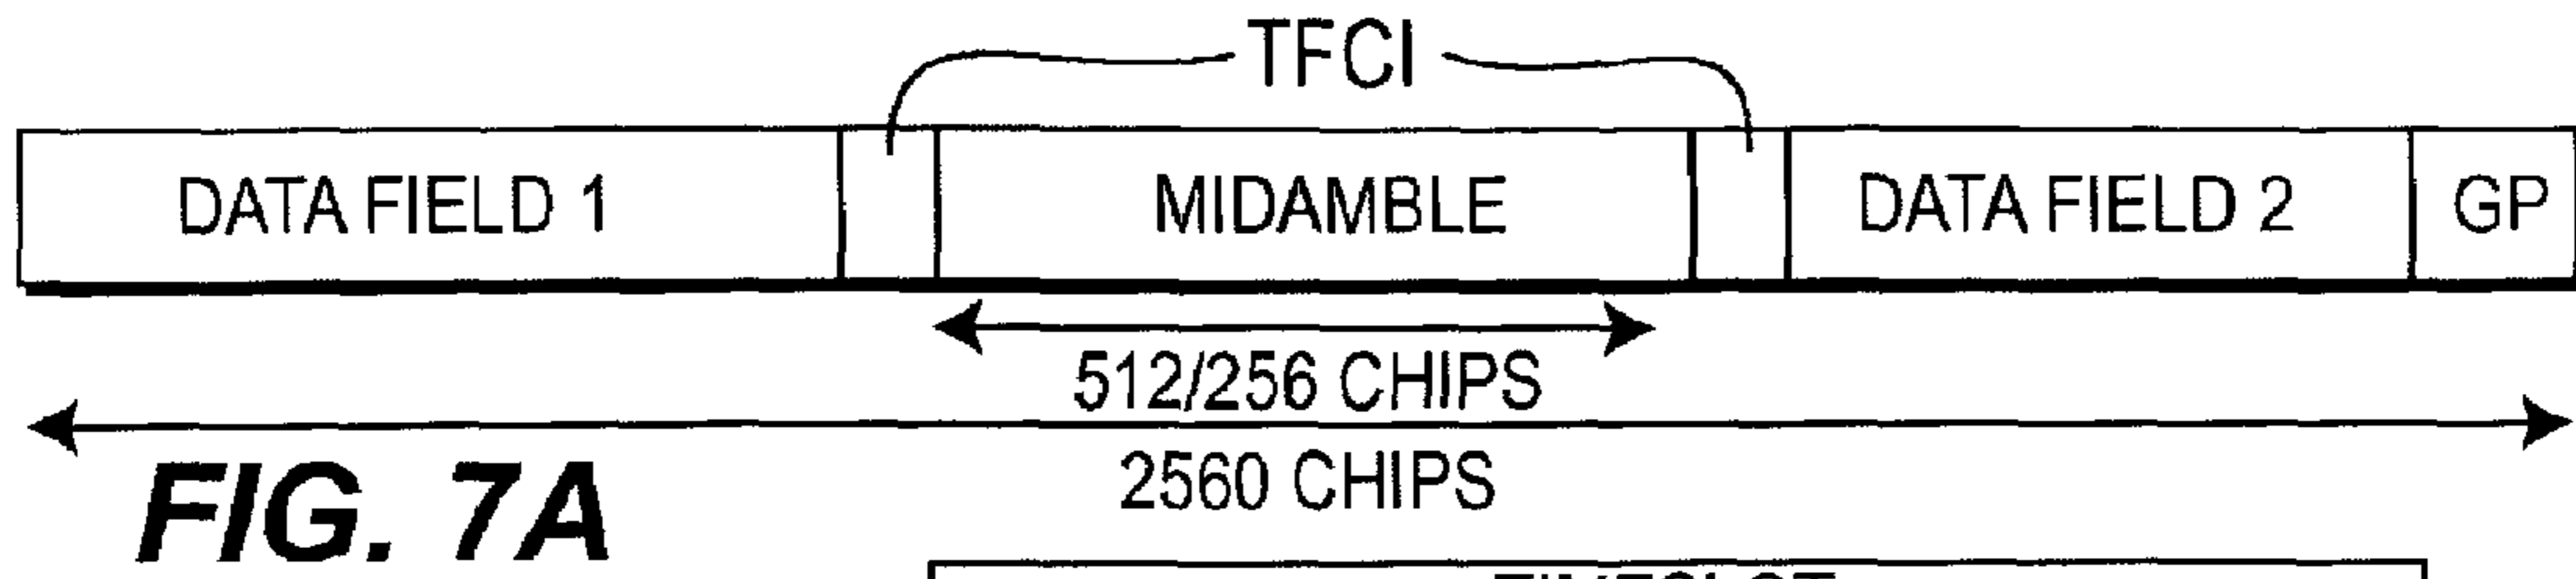 TFCI
DATA FIELD 1 MIDAMBLE DATA FIELD 2 GP
512/256 CHIPS
2560 CHIPS
FIG. 7A